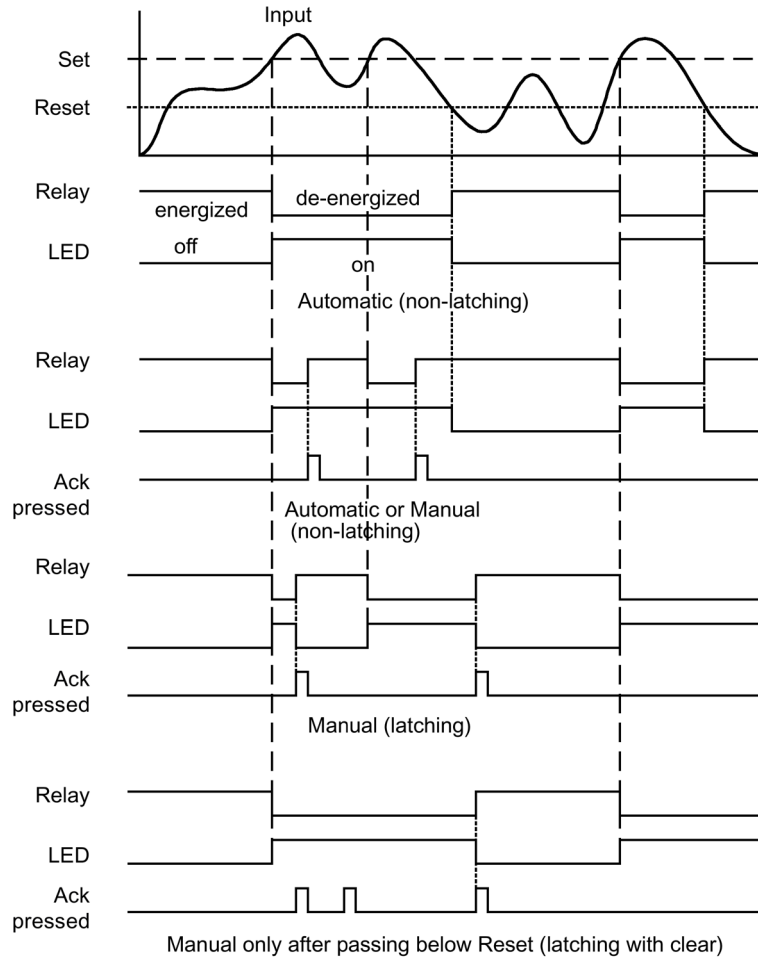 Input
Set
Reset
Relay
energized
de-energized
LED
off
on
Automatic (non-latching)
Relay
LED
Ack
pressed
Automatic or Manual
(non-latching)
Relay
LED
Ack
pressed
Manual (latching)
Relay
LED
Ack
pressed
Manual only after passing below Reset (latching with clear)